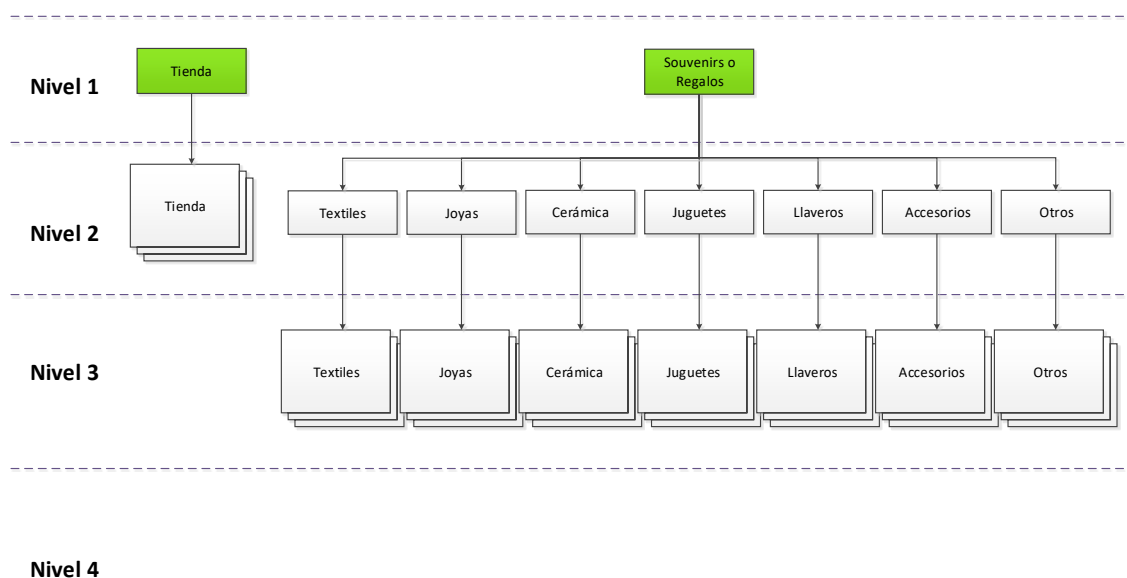 Nivel 1
Tienda
Souvenirs o
Regalos
Nivel 2
Tienda
Textiles
Joyas
Cerámica
Juguetes
Llaveros
Accesorios
Otros
Nivel 3
Textiles
Joyas
Cerámica
Juguetes
Llaveros
Accesorios
Otros
Nivel 4